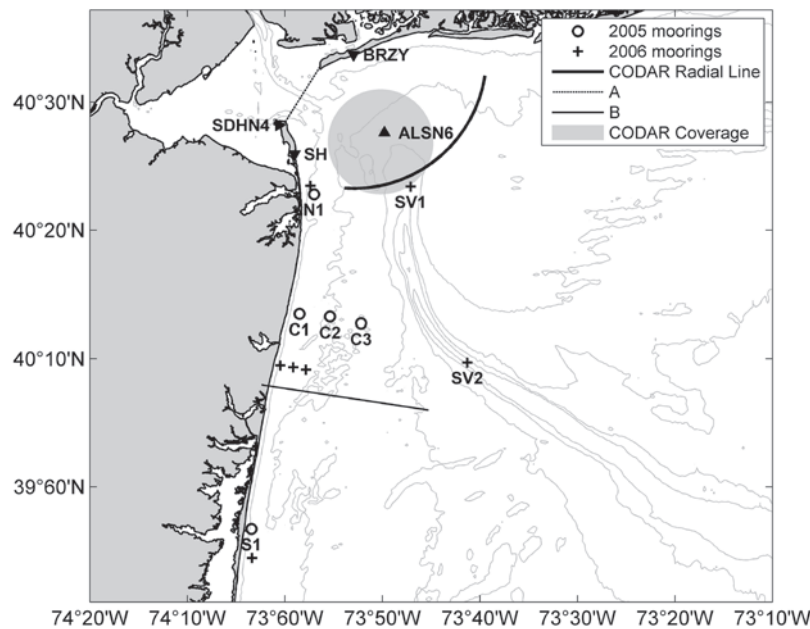 2005 moorings
2006 moorings
CODAR Radial Line
A
B
CODAR Coverage
BRZY
40°30'N
SDHN4
ALSN6
SH
N1
SV1
40°20'N
C1
C2
C3
40°10'N
SV2
39°60'N
S1
74°20'W
74°10'W
73°60'W
73°50'W
73°40'W
73°30'W
73°20'W
73°10'W